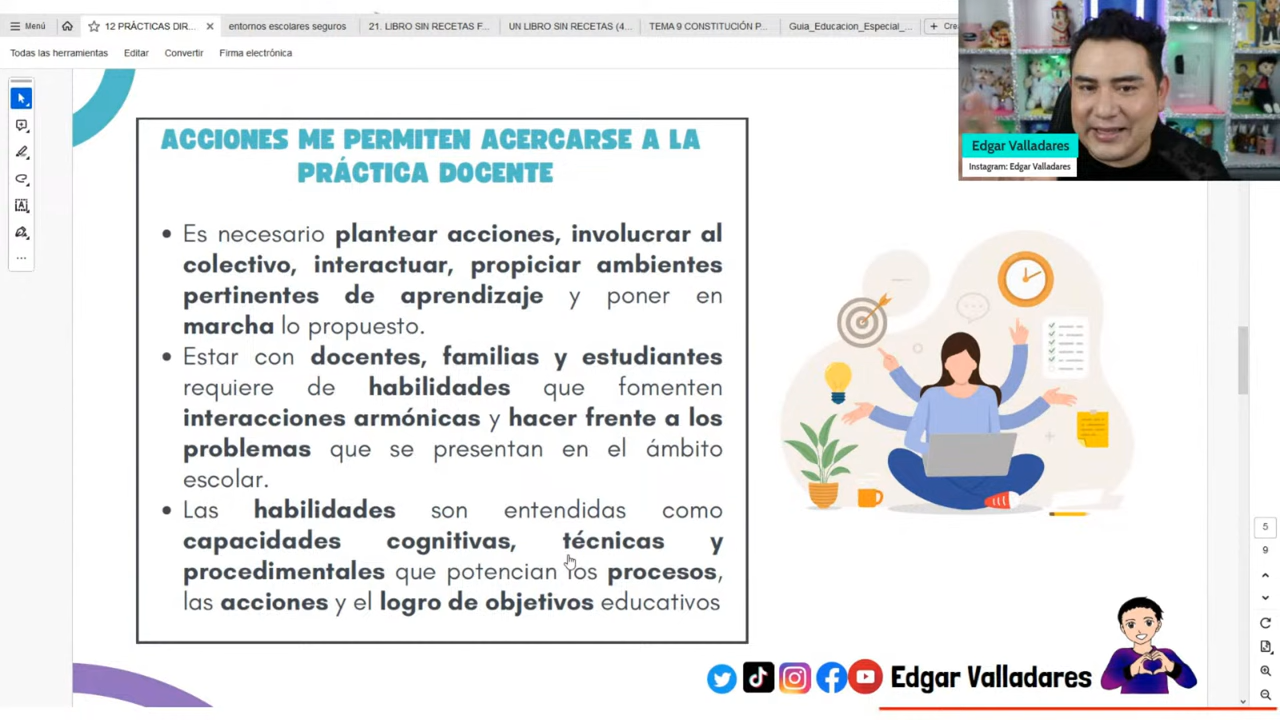 Menú
12 PRÀCTICAS DIR...
entornos escolares seguros
21. LIBRO SIN RECETAS F...
UN LIBRO SIN RECETAS (4...
TEMA 9 CONSTITUCIÓN P...
Guia_Educacion_Especial_...
Cre
Todas las herramientas
Editar
Convertir
Firma electrónica
Edgar Valladares
Instagram: Edgar Valladares
ACCIONES ME PERMITEN ACERCARSE A LA
PRÁCTICA DOCENTE
• Es necesario plantear acciones, involucrar al
colectivo, interactuar, propiciar ambientes
pertinentes de aprendizaje y poner en
marcha lo propuesto.
• Estar con docentes, familias y estudiantes
requiere de habilidades que fomenten
interacciones armónicas y hacer frente a los
problemas que se presentan en el ámbito
escolar.
• Las habilidades son entendidas como
capacidades cognitivas, técnicas y
procedimentales que potencian los procesos,
las acciones y el logro de objetivos educativos
5
9
Edgar Valladares